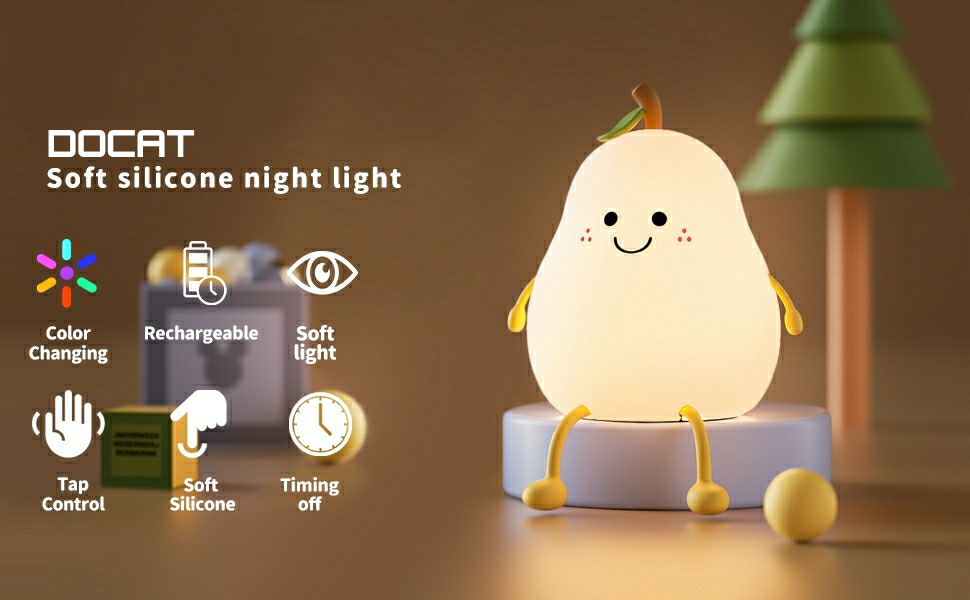 DOCAT
Soft silicone night light
Color
Changing
Rechargeable
Soft
light
Tap
Control
Soft
Silicone
Timing
off